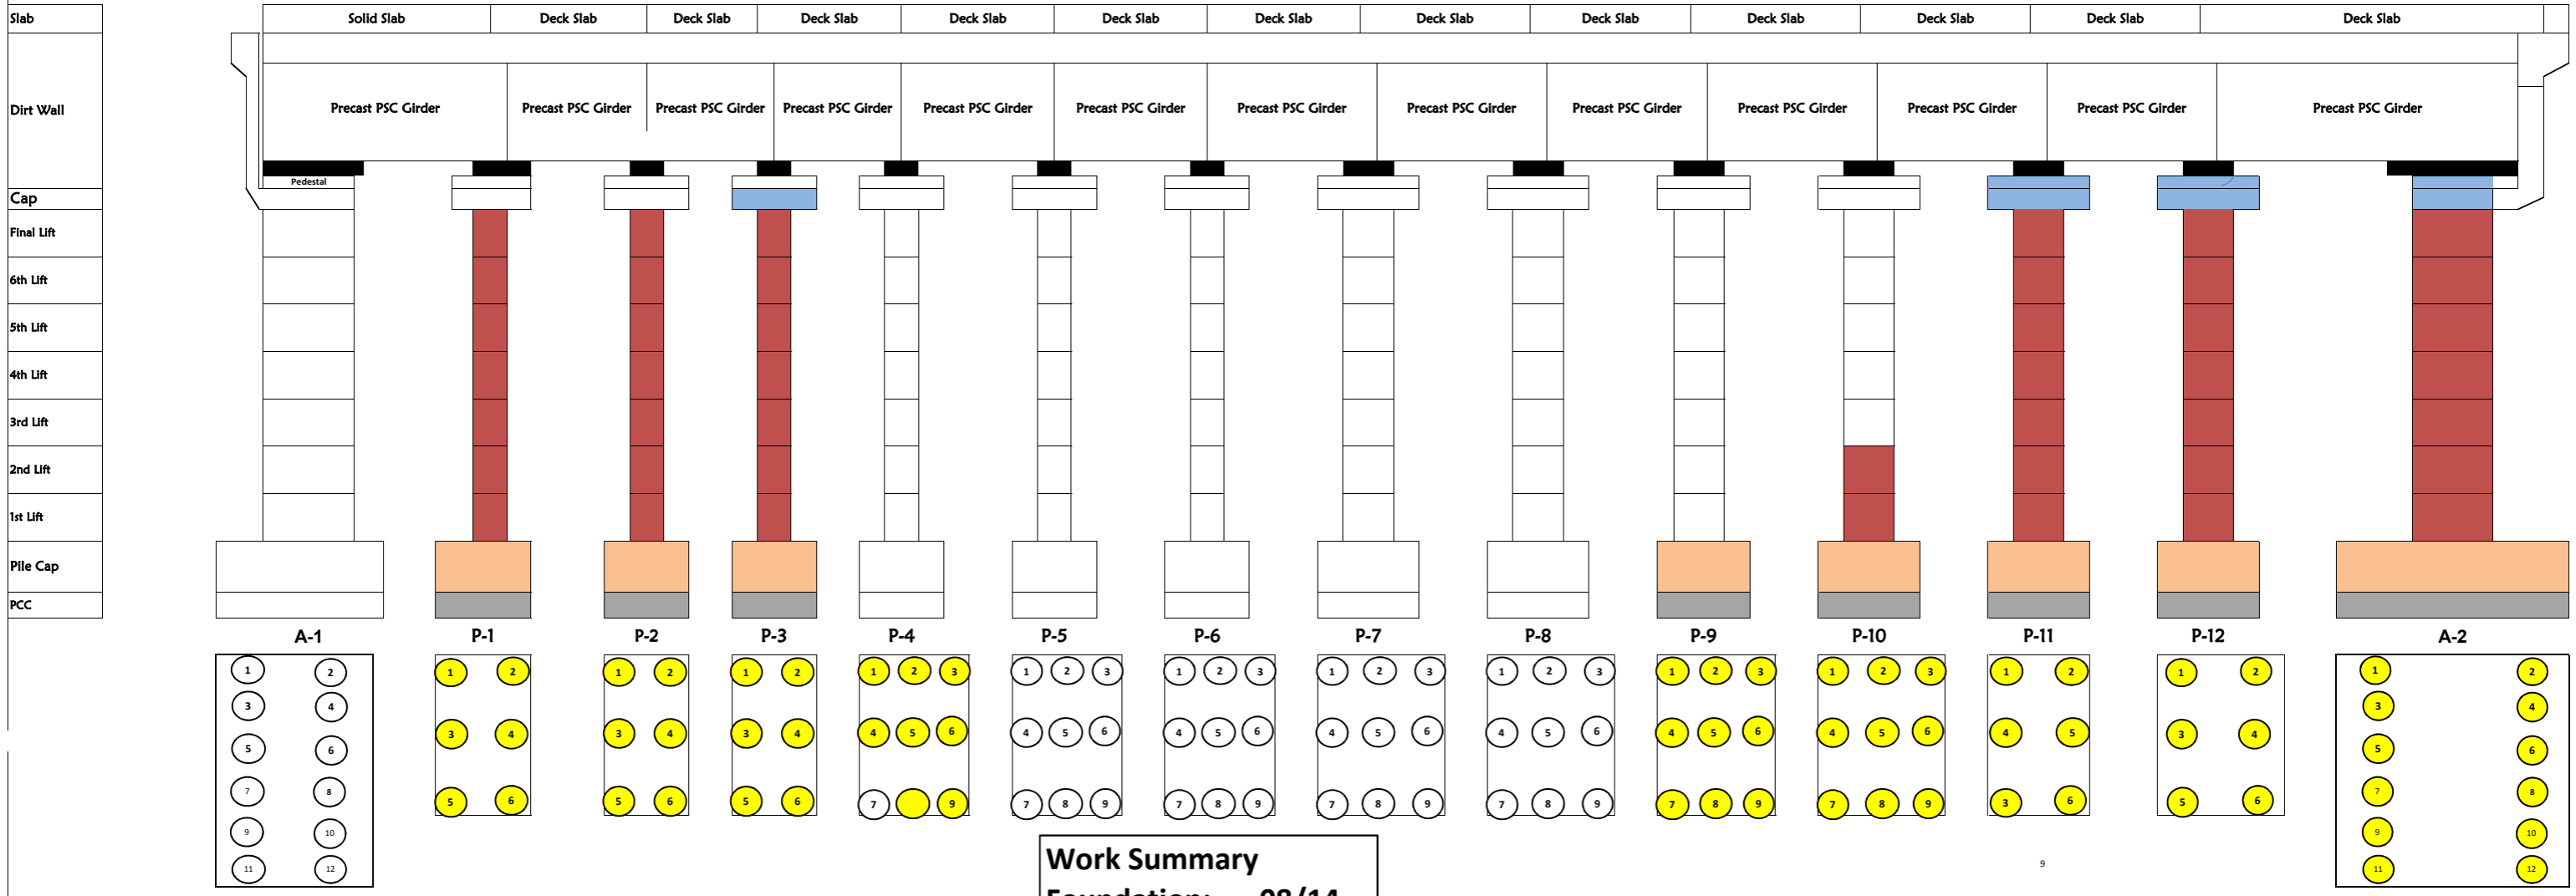 Slab Solid Slab Deck Slab Deck Slab Deck Slab Deck Slab Deck Slab Deck Slab Deck Slab Deck Slab Deck Slab Deck Slab Deck Slab Deck Slab
Dirt Wall Precast PSC Girder Precast PSC Girder Precast PSC Girder Precast PSC Girder Precast PSC Girder Precast PSC Girder Precast PSC Girder Precast PSC Girder Precast PSC Girder Precast PSC Girder Precast PSC Girder Precast PSC Girder Precast PSC Girder
Pedestal
Cap
Final Lift
6th Lift
5th Lift
4th Lift
3rd Lift
2nd Lift
1st Lift
Pile Cap
PCC
A-1 P-1 P-2 P-3 P-4 P-5 P-6 P-7 P-8 P-9 P-10 P-11 P-12 A-2
1 2 1 2 1 2 1 2 1 2 3 1 2 3 1 2 3 1 2 3 1 2 3 1 2 3 1 2 3 1 2 1 2 1 2
3 4 3 4
3 4 3 4 3 4 4 5 6 4 5 6 4 5 6 4 5 6 4 5 6 4 5 6 4 5 6 4 5 3 4
5 6 5 6
7 8 5 6 5 6 5 6 7 9 7 8 9 7 8 9 7 8 9 7 8 9 7 8 9 7 8 9 3 6 5 6 7 8
9 10 9 10
11 12 9 11 12
Work Summary
Foundation: 08/14